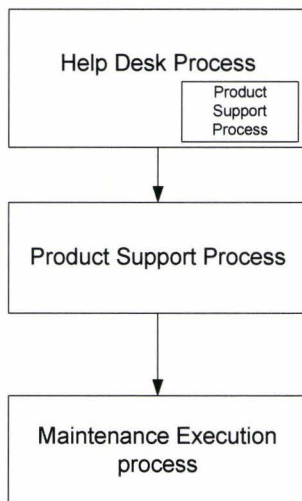 Help Desk Process
Product
Support
Process
Product Support Process
Maintenance Execution
process